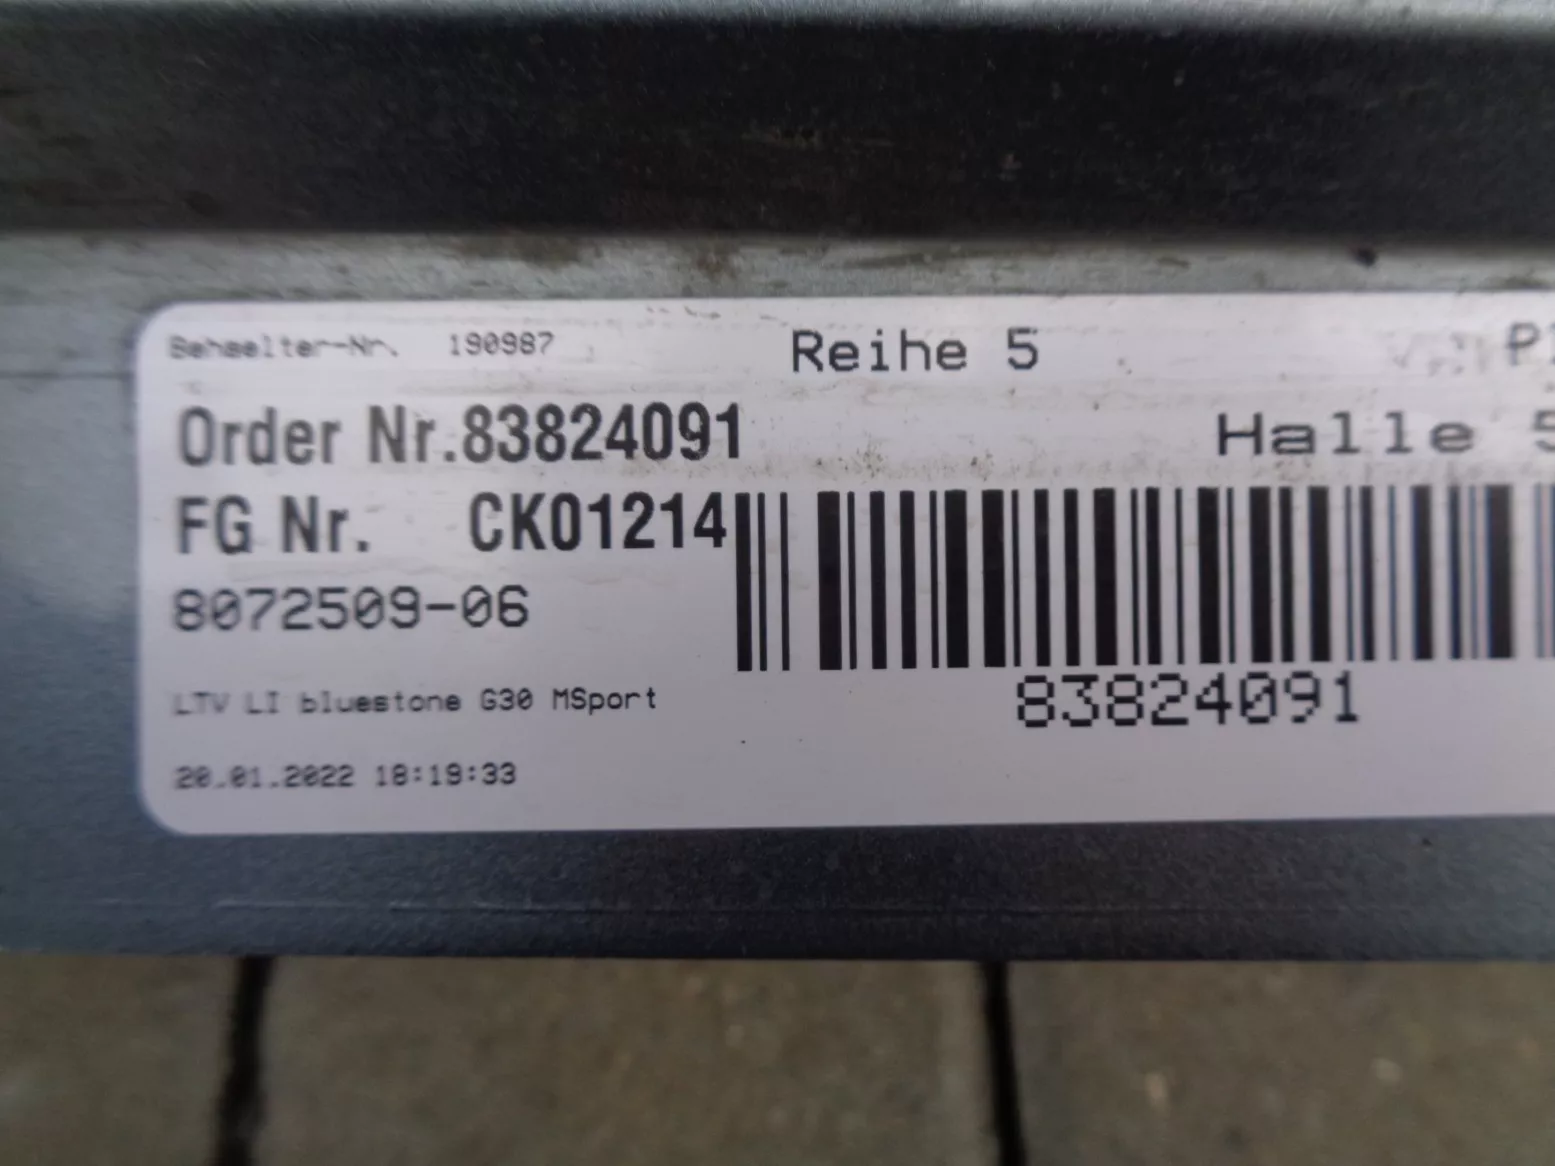 Behaelter-Nr. 190987 Reihe 5
Order Nr.83824091 Halle 5
FG Nr. CK01214
8072509-06
83824091
LTV LI bluestone G30 MSport
20.01.2022 18:19:33